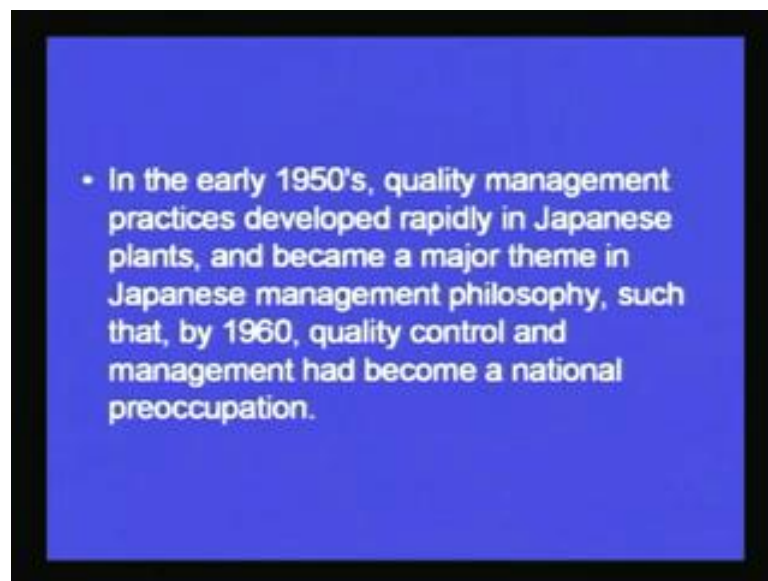 • In the early 1950's, quality management
practices developed rapidly in Japanese
plants, and became a major theme in
Japanese management philosophy, such
that, by 1960, quality control and
management had become a national
preoccupation.